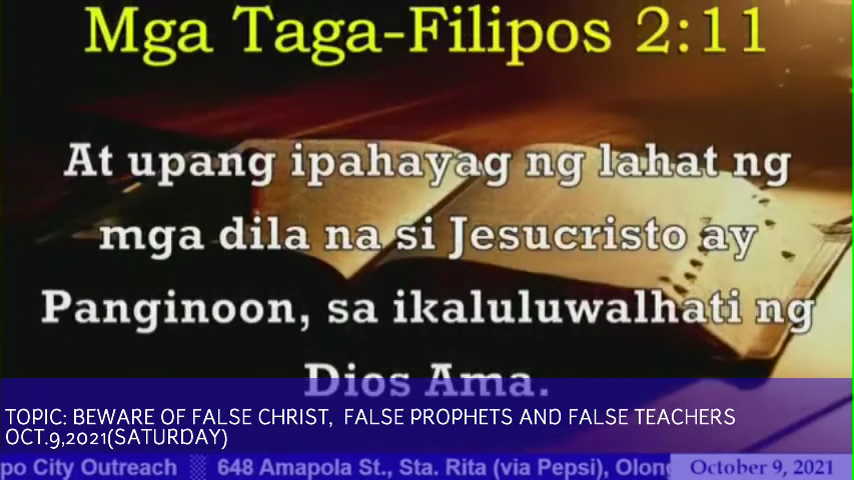 Mga Taga-Filipos 2:11
At upang ipahayag ng lahat ng
mga dila na si Jesucristo ay
Panginoon, sa ikaluluwalhati ng
Dios Ama.
TOPIC: BEWARE OF FALSE CHRIST, FALSE PROPHETS AND FALSE TEACHERS
OCT.9,2021(SATURDAY)
City Outreach ░ 648 Amapola St., Sta. Rita (via Pepsi), October 9, 2021